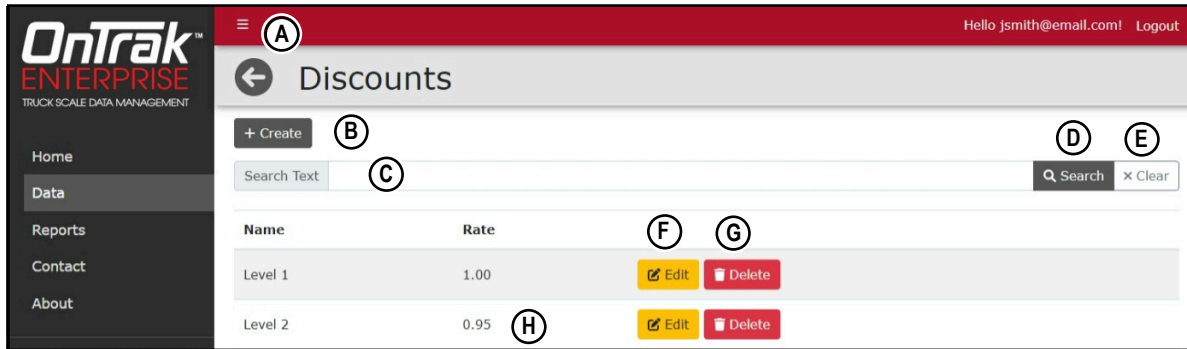 OnTrak™
ENTERPRISE
TRUCK SCALE DATA MANAGEMENT
Home
Data
Reports
Contact
About
A
Hello jsmith@email.com! Logout
Discounts
+ Create B
D E
Search Text C Search × Clear
Name Rate F G
Level 1 1.00 Edit Delete
Level 2 0.95 H Edit Delete